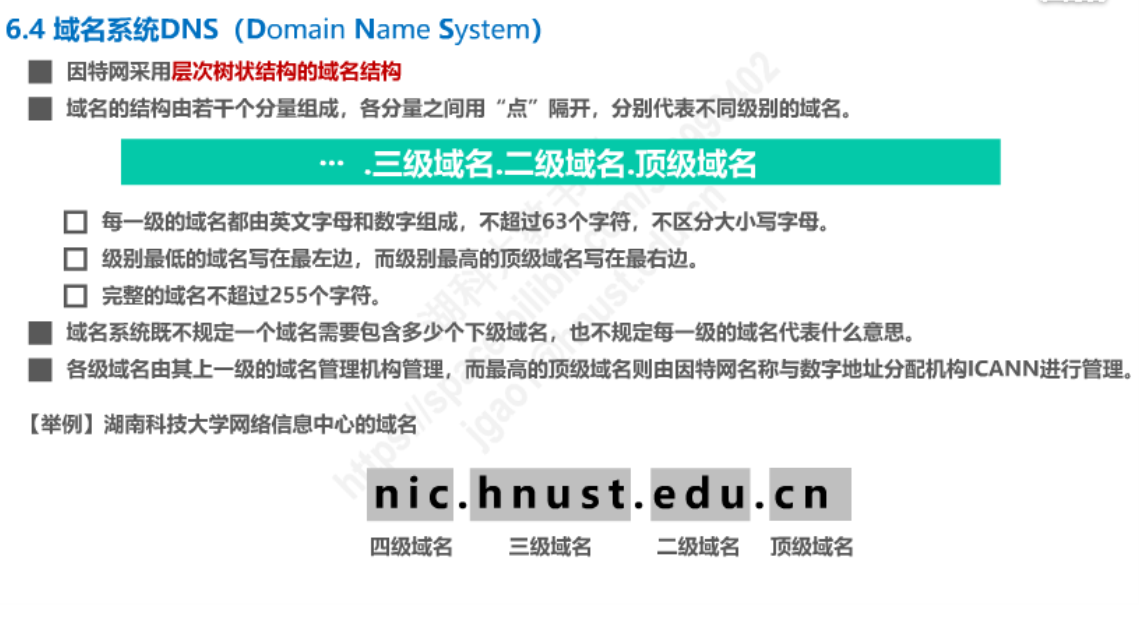 6.4 域名系统DNS（Domain Name System）
因特网采用层次树状结构的域名结构
域名的结构由若干个分量组成，各分量之间用“点”隔开，分别代表不同级别的域名。
… .三级域名.二级域名.顶级域名
每一级的域名都由英文字母和数字组成，不超过63个字符，不区分大小写字母。
级别最低的域名写在最左边，而级别最高的顶级域名写在最右边。
完整的域名不超过255个字符。
域名系统既不规定一个域名需要包含多少个下级域名，也不规定每一级的域名代表什么意思。
各级域名由其上一级的域名管理机构管理，而最高的顶级域名则由因特网名称与数字地址分配机构ICANN进行管理。
【举例】湖南科技大学网络信息中心的域名
nic.hnust.edu.cn
四级域名 三级域名 二级域名 顶级域名